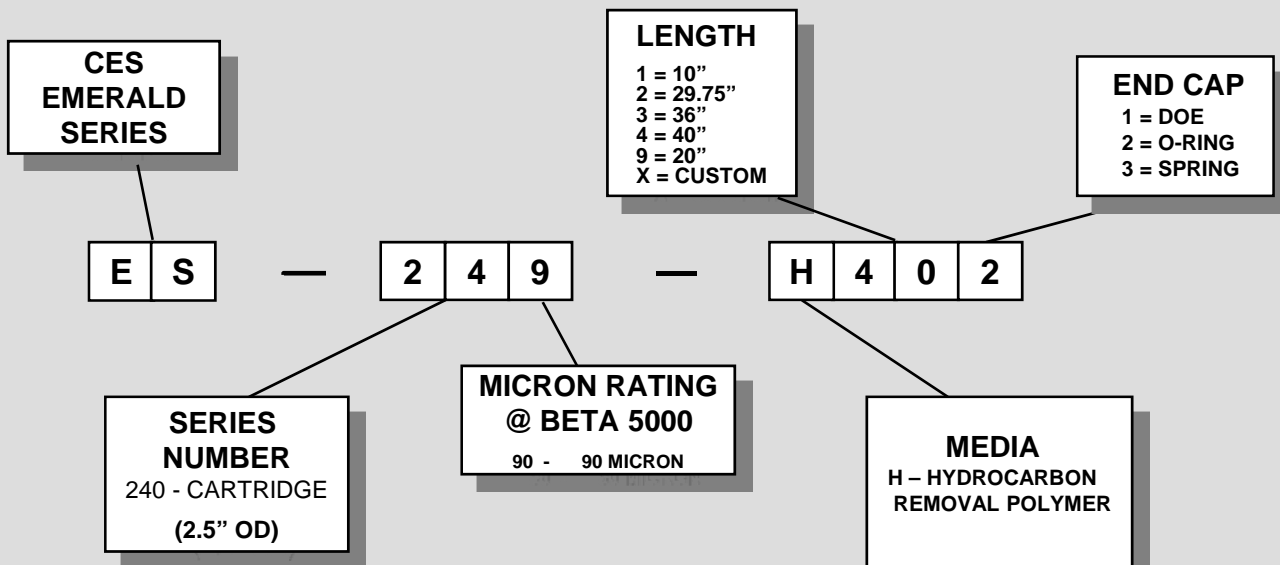 CES
EMERALD
SERIES
LENGTH
1 = 10”
2 = 29.75”
3 = 36”
4 = 40”
9 = 20”
X = CUSTOM
END CAP
1 = DOE
2 = O-RING
3 = SPRING
E S — 2 4 9 — H 4 0 2
SERIES
NUMBER
240 - CARTRIDGE
(2.5” OD)
MICRON RATING
@ BETA 5000
90 - 90 MICRON
MEDIA
H – HYDROCARBON
REMOVAL POLYMER